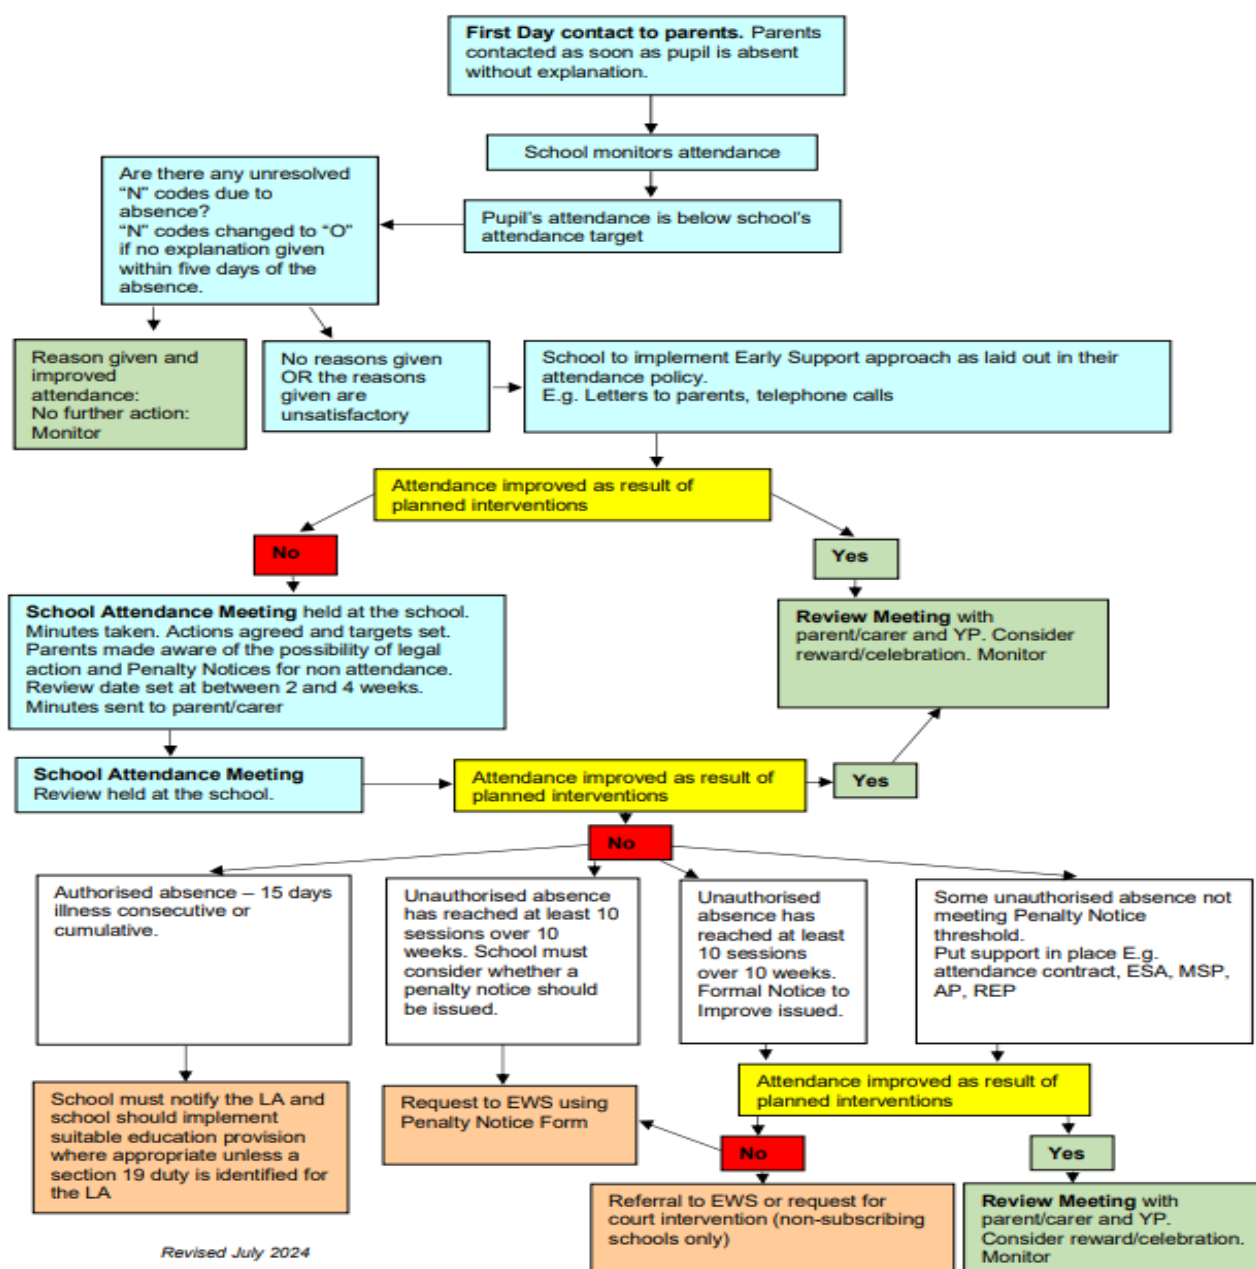 First Day contact to parents. Parents
contacted as soon as pupil is absent
without explanation.
School monitors attendance
Pupil's attendance is below school's
attendance target
Are there any unresolved
"N" codes due to
absence?
"N" codes changed to "O"
if no explanation given
within five days of the
absence.
Reason given and
improved
attendance:
No further action:
Monitor
No reasons given
OR the reasons
given are
unsatisfactory
School to implement Early Support approach as laid out in their
attendance policy.
E.g. Letters to parents, telephone calls
Attendance improved as result of
planned interventions
No
Yes
School Attendance Meeting held at the school.
Minutes taken. Actions agreed and targets set.
Parents made aware of the possibility of legal
action and Penalty Notices for non attendance.
Review date set at between 2 and 4 weeks.
Minutes sent to parent/carer
Review Meeting with
parent/carer and YP. Consider
reward/celebration. Monitor
School Attendance Meeting
Review held at the school.
Attendance improved as result of
planned interventions
Yes
No
Authorised absence – 15 days
illness consecutive or
cumulative.
Unauthorised absence
has reached at least 10
sessions over 10
weeks. School must
consider whether a
penalty notice should
be issued.
Unauthorised
absence has
reached at least
10 sessions
over 10 weeks.
Formal Notice to
Improve issued.
Some unauthorised absence not
meeting Penalty Notice
threshold.
Put support in place E.g.
attendance contract, ESA, MSP,
AP, REP
School must notify the LA and
school should implement
suitable education provision
where appropriate unless a
section 19 duty is identified for
the LA
Request to EWS using
Penalty Notice Form
Attendance improved as result of
planned interventions
No
Yes
Referral to EWS or request for
court intervention (non-subscribing
schools only)
Review Meeting with
parent/carer and YP.
Consider reward/celebration.
Monitor
Revised July 2024